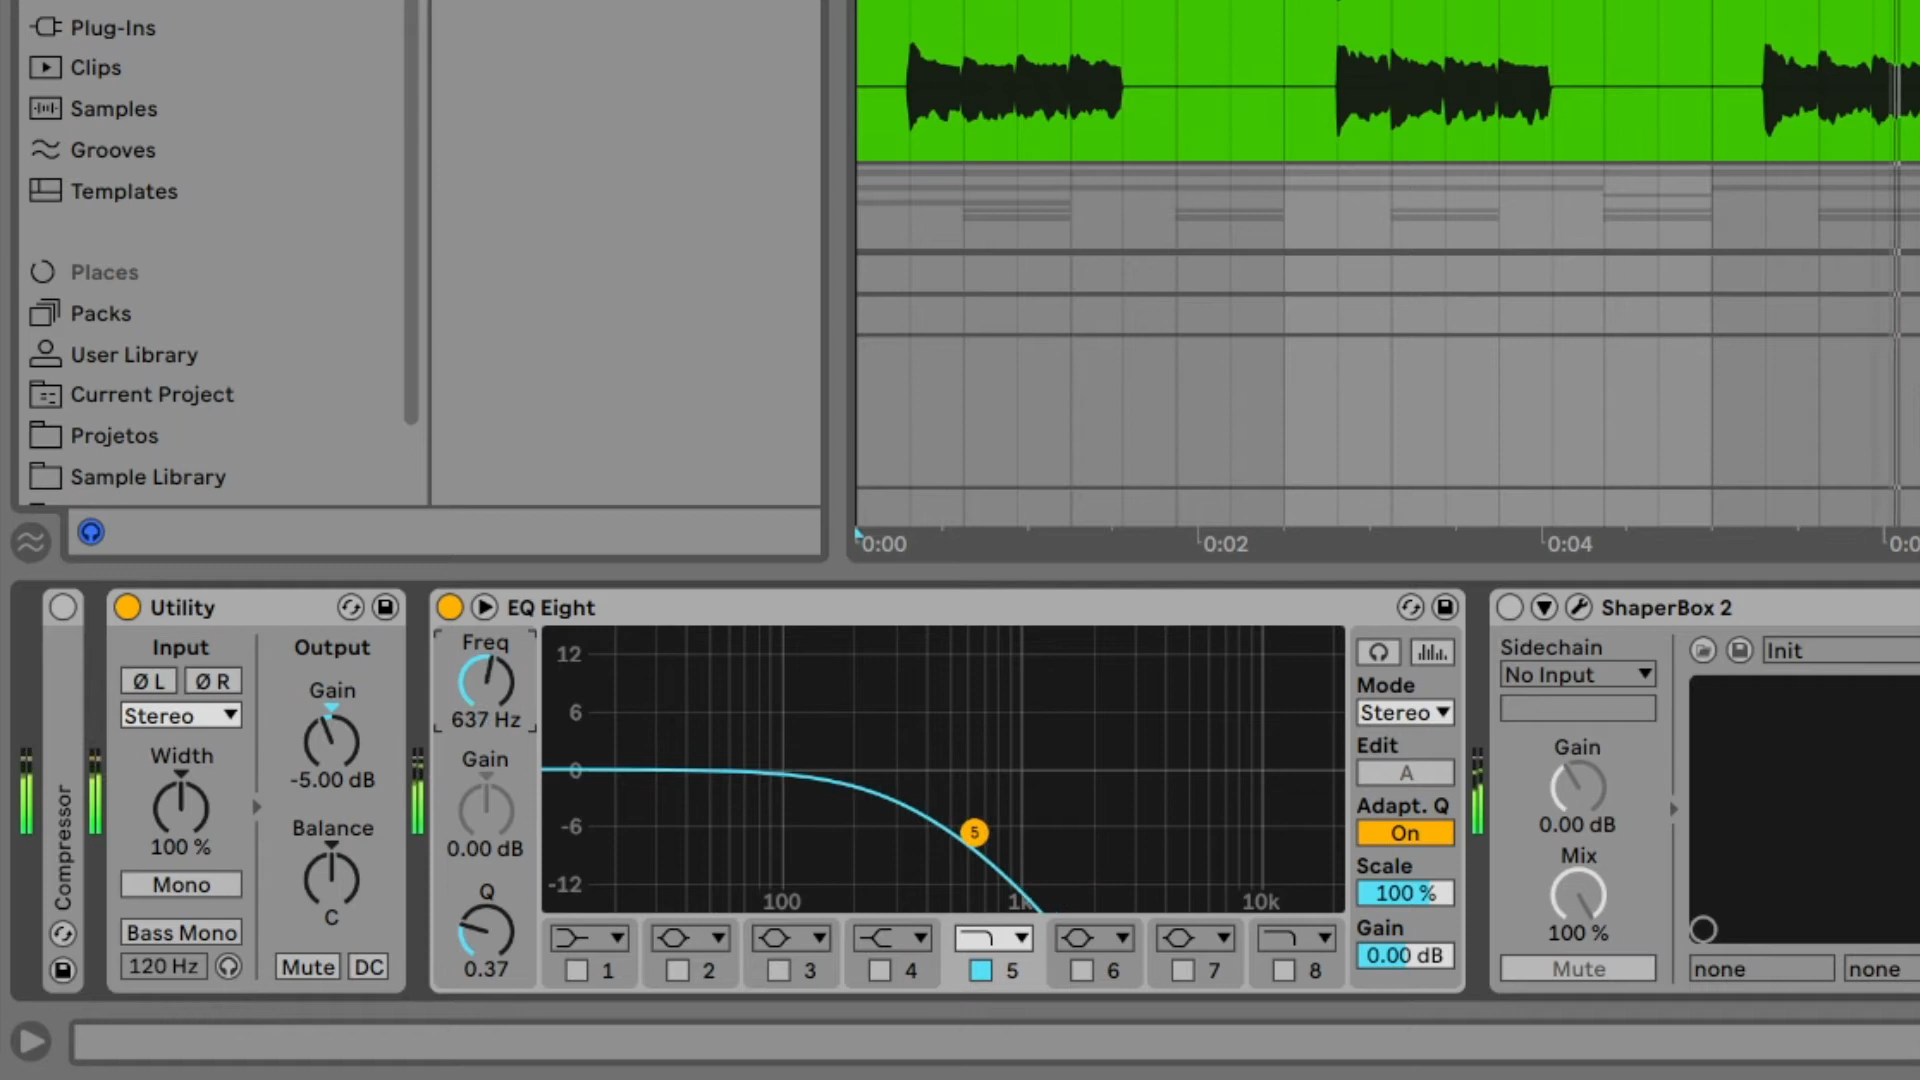 Plug-Ins
Clips
Samples
Grooves
Templates
Places
Packs
User Library
Current Project
Projetos
Sample Library
0:00
0:02
0:04
Compressor
Utility
Input
Ø L
Ø R
Stereo
Width
100 %
Mono
Bass Mono
120 Hz
Output
Gain
-5.00 dB
Balance
C
Mute
DC
EQ Eight
Freq
637 Hz
Gain
0.00 dB
Q
0.37
12
6
0
-6
-12
100
1k
10k
5
1
2
3
4
5
6
7
8
Mode
Stereo
Edit
A
Adapt. Q
On
Scale
100 %
Gain
0.00 dB
ShaperBox 2
Sidechain
No Input
Gain
0.00 dB
Mix
100 %
Mute
Init
none
none